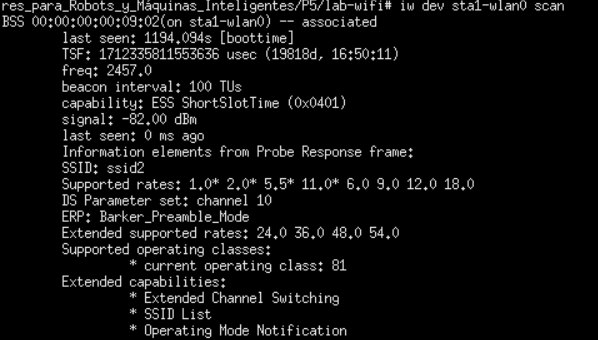 res_para_Robots_y_Máquinas_Inteligentes/P5/lab-wifi# iw dev sta1-wlan0 scan
BSS 00:00:00:00:09:02(on sta1-wlan0) -- associated
last seen: 1194.094s [boottime]
TSF: 1712335811553636 usec (19818d, 16:50:11)
freq: 2457.0
beacon interval: 100 TUs
capability: ESS ShortSlotTime (0x0401)
signal: -82.00 dBm
last seen: 0 ms ago
Information elements from Probe Response frame:
SSID: ssid2
Supported rates: 1.0* 2.0* 5.5* 11.0* 6.0 9.0 12.0 18.0
DS Parameter set: channel 10
ERP: Barker_Preamble_Mode
Extended supported rates: 24.0 36.0 48.0 54.0
Supported operating classes:
* current operating class: 81
Extended capabilities:
* Extended Channel Switching
* SSID List
* Operating Mode Notification